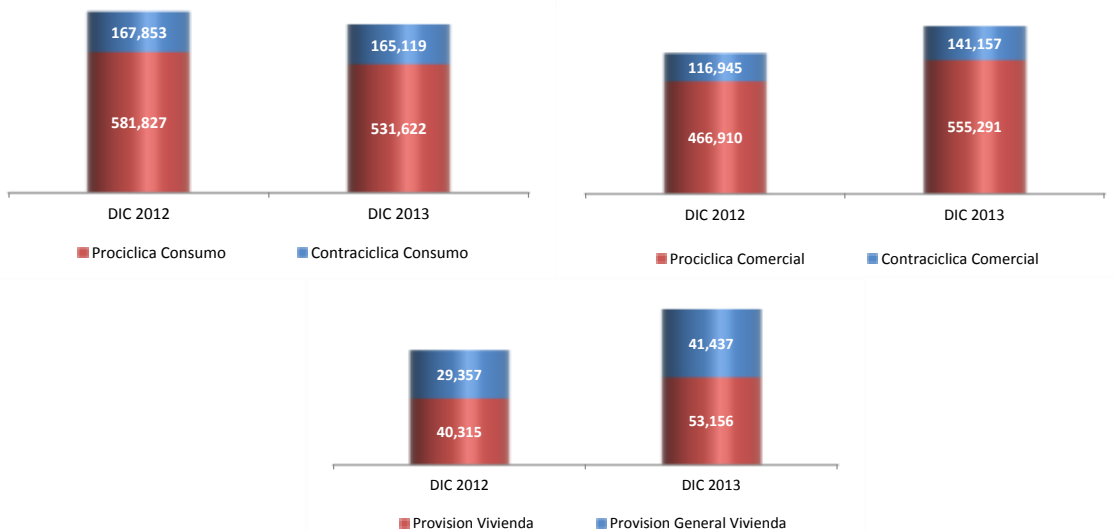 167,853
165,119
581,827
531,622
DIC 2012
DIC 2013
Prociclica Consumo
Contraciclica Consumo
116,945
141,157
466,910
555,291
DIC 2012
DIC 2013
Prociclica Comercial
Contraciclica Comercial
29,357
41,437
40,315
53,156
DIC 2012
DIC 2013
Provision Vivienda
Provision General Vivienda